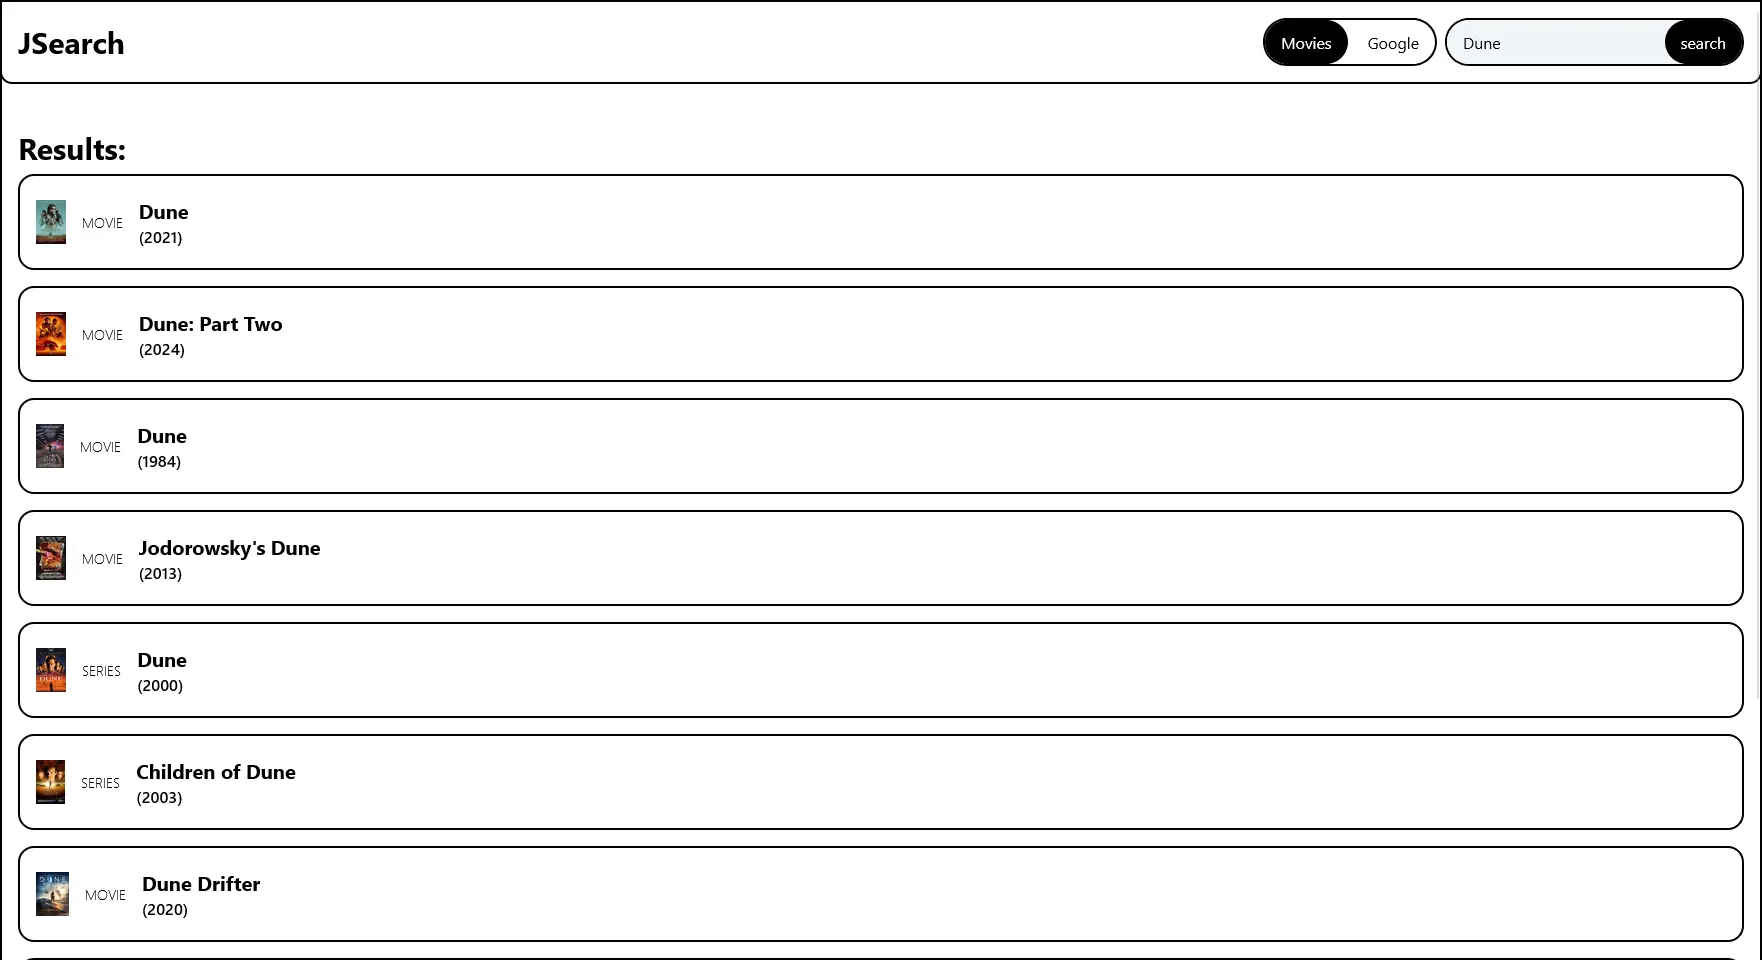 JSearch
Movies
Google
Dune
search
Results:
MOVIE
Dune
(2021)
MOVIE
Dune: Part Two
(2024)
MOVIE
Dune
(1984)
MOVIE
Jodorowsky's Dune
(2013)
SERIES
Dune
(2000)
SERIES
Children of Dune
(2003)
MOVIE
Dune Drifter
(2020)